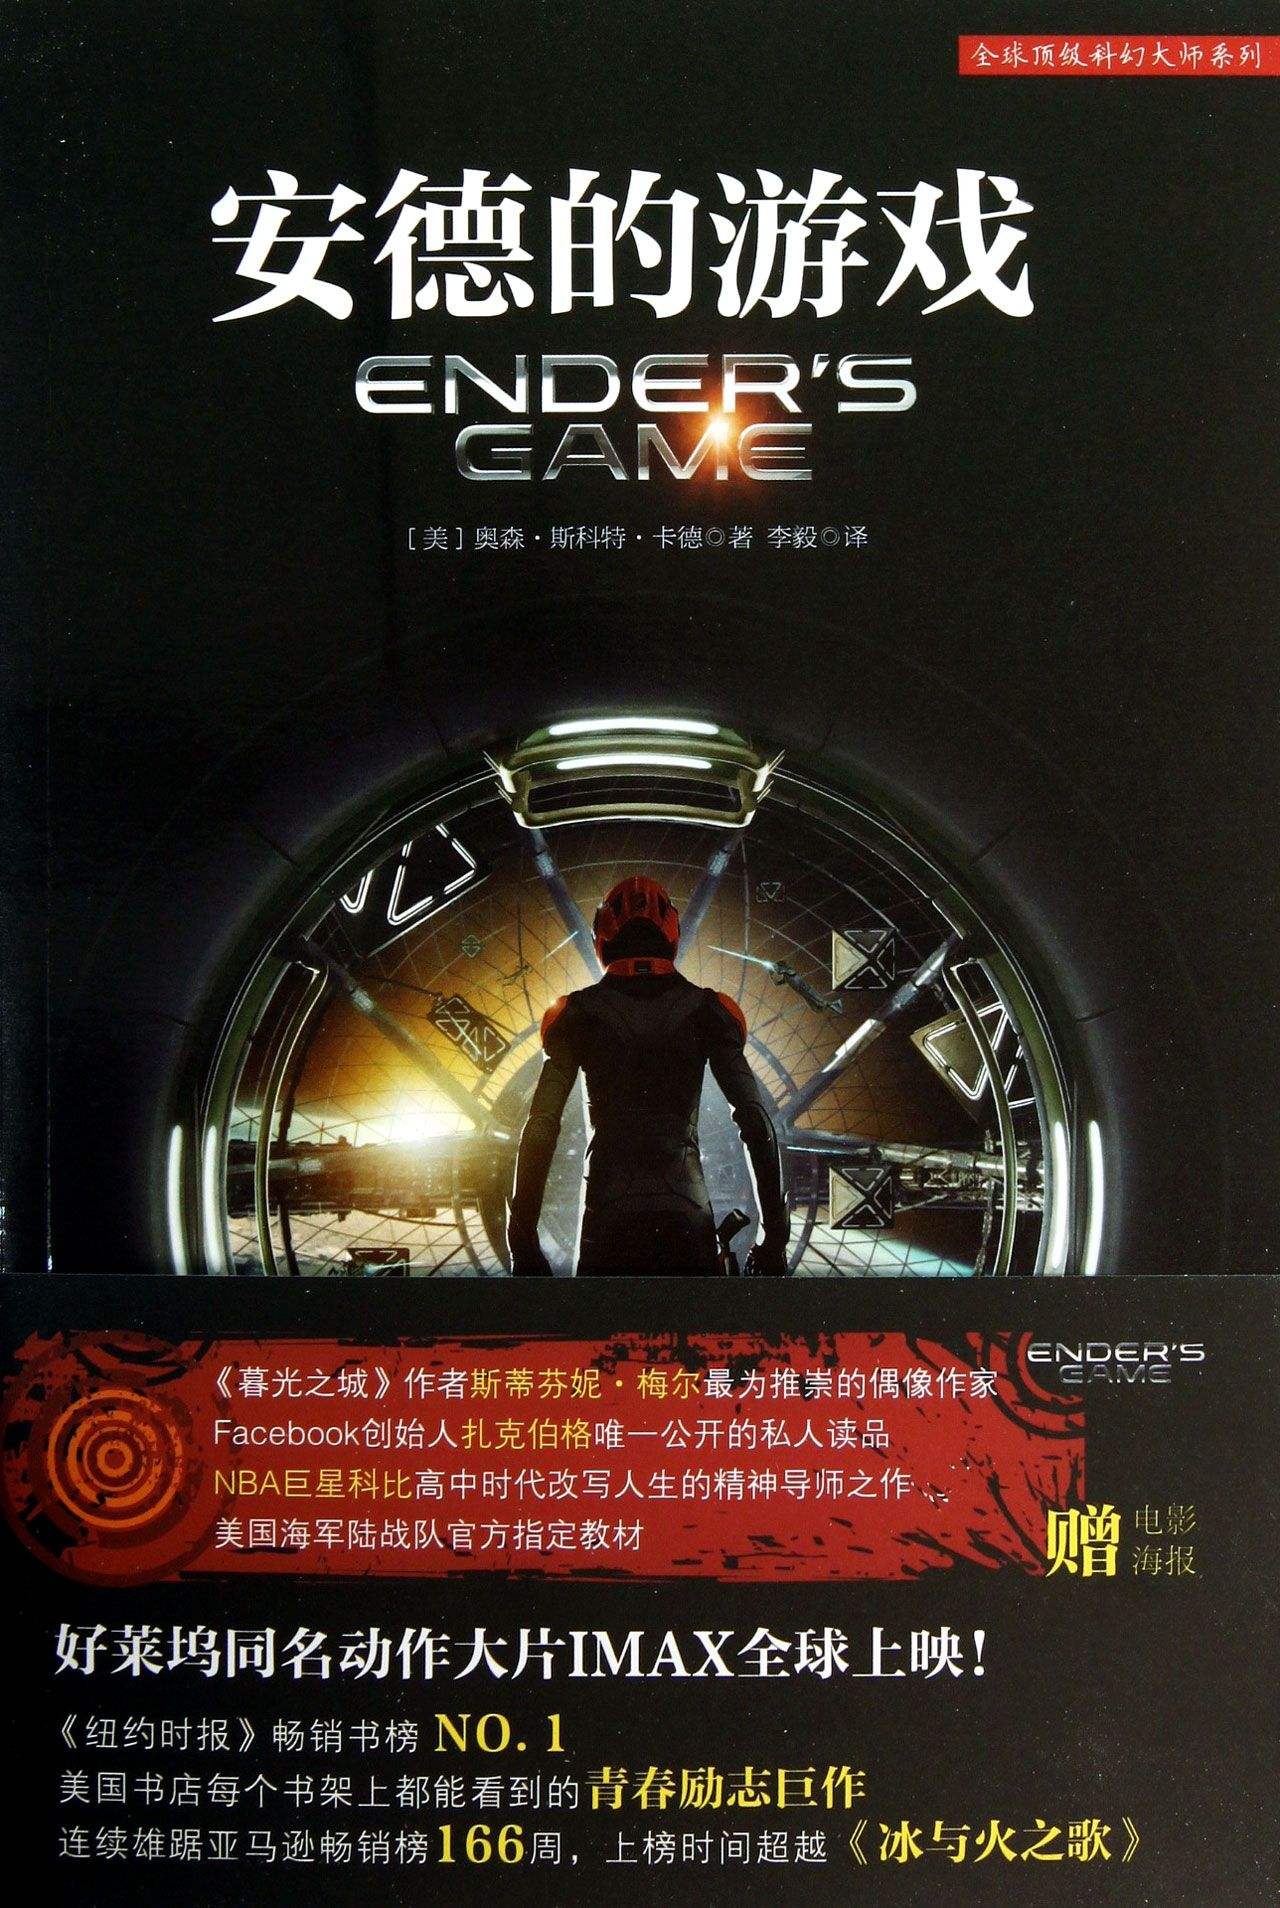 全球顶级科幻大师系列
安德的游戏
ENDER'S
GAME
[美] 奥森·斯科特·卡德◎著 李毅◎译
《暮光之城》作者斯蒂芬妮·梅尔最为推崇的偶像作家
ENDER'S
GAME
Facebook创始人扎克伯格唯一公开的私人读品
NBA巨星科比高中时代改写人生的精神导师之作
美国海军陆战队官方指定教材
赠 电影
海报
好莱坞同名动作大片IMAX全球上映!
《纽约时报》畅销书榜 NO. 1
美国书店每个书架上都能看到的青春励志巨作
连续雄踞亚马逊畅销榜166周，上榜时间超越《冰与火之歌》